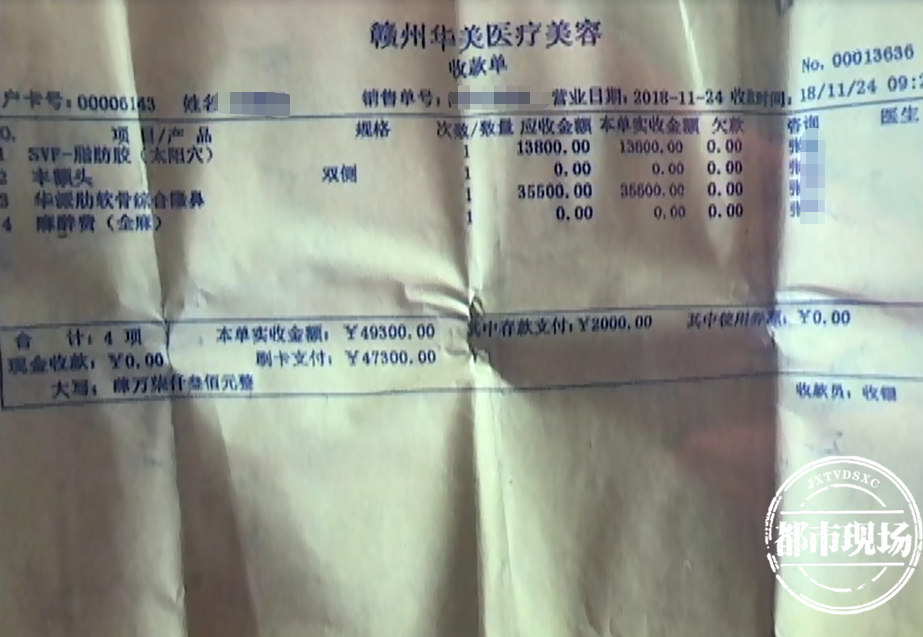 赣州华美医疗美容
收款单
No. 00013636
户卡号:00006143 姓名 销售单号: 营业日期:2018-11-24 收款时间: 18/11/24 09:2
O. 项目/产品 规格 次数/数量 应收金额 本单实收金额 欠款 咨询 医生
1 SVF-脂肪胶(太阳穴) 1 13800.00 13800.00 0.00 张
2 丰额头 双侧 1 0.00 0.00 0.00 张
3 华派肋软骨综合隆鼻 1 35500.00 35500.00 0.00 张
4 麻醉费(全麻) 1 0.00 0.00 0.00
合 计:4 项 本单实收金额: ¥49300.00 其中存款支付:¥2000.00 其中使用券 ¥0.00
现金收款: ¥0.00 刷卡支付: ¥47300.00
大写: 万柒仟叁佰元整 收款员: 收银
JXTVDSXC
都市现场